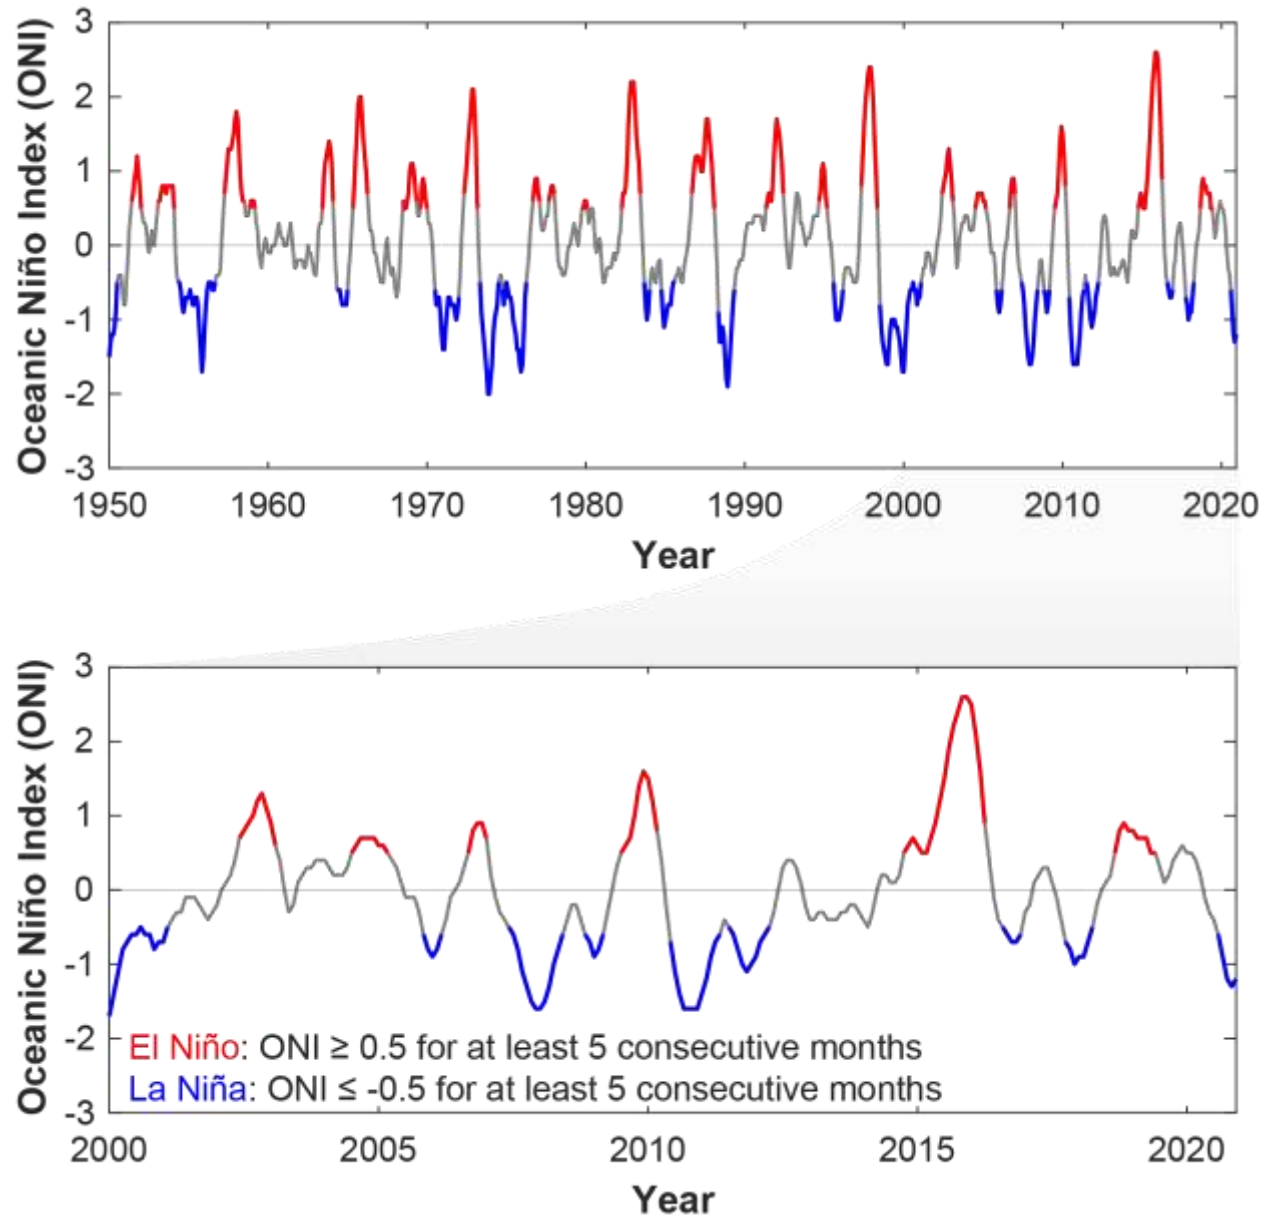 Oceanic Niño Index (ONI)
3
2
1
0
-1
-2
-3
1950 1960 1970 1980 1990 2000 2010 2020
Year
Oceanic Niño Index (ONI)
3
2
1
0
-1
-2
-3
El Niño: ONI ≥ 0.5 for at least 5 consecutive months
La Niña: ONI ≤ -0.5 for at least 5 consecutive months
2000 2005 2010 2015 2020
Year